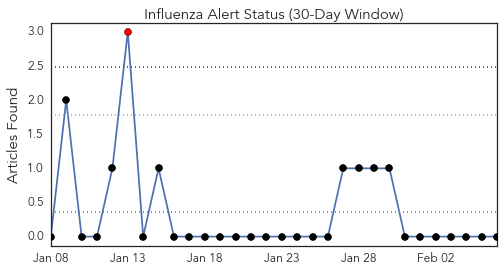 Influenza Alert Status (30-Day Window)
Articles Found
3.0
2.5
2.0
1.5
1.0
0.5
0.0
Jan 08 Jan 13 Jan 18 Jan 23 Jan 28 Feb 02